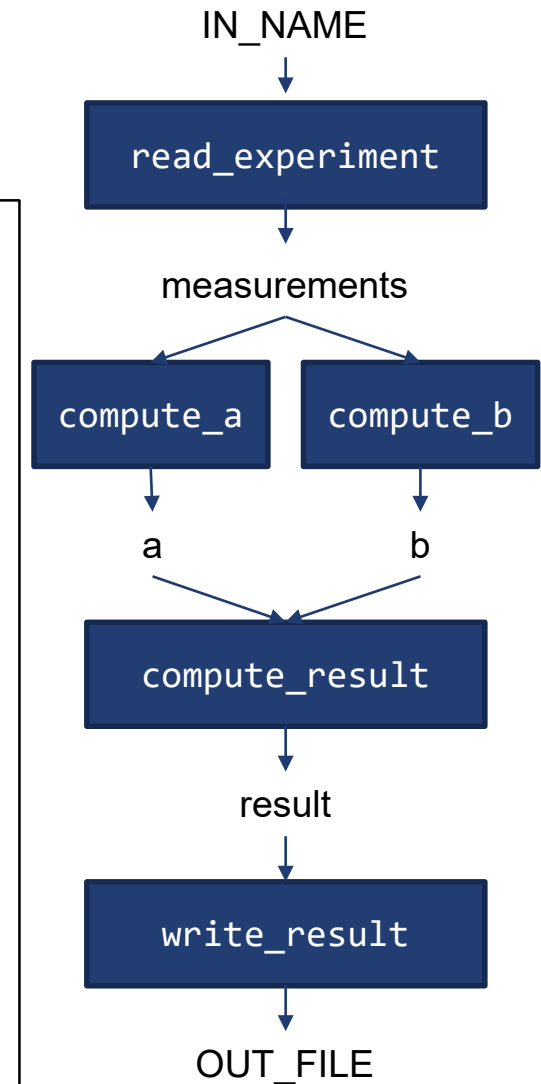 IN_NAME
read_experiment
measurements
compute_a compute_b
a b
compute_result
result
write_result
OUT_FILE